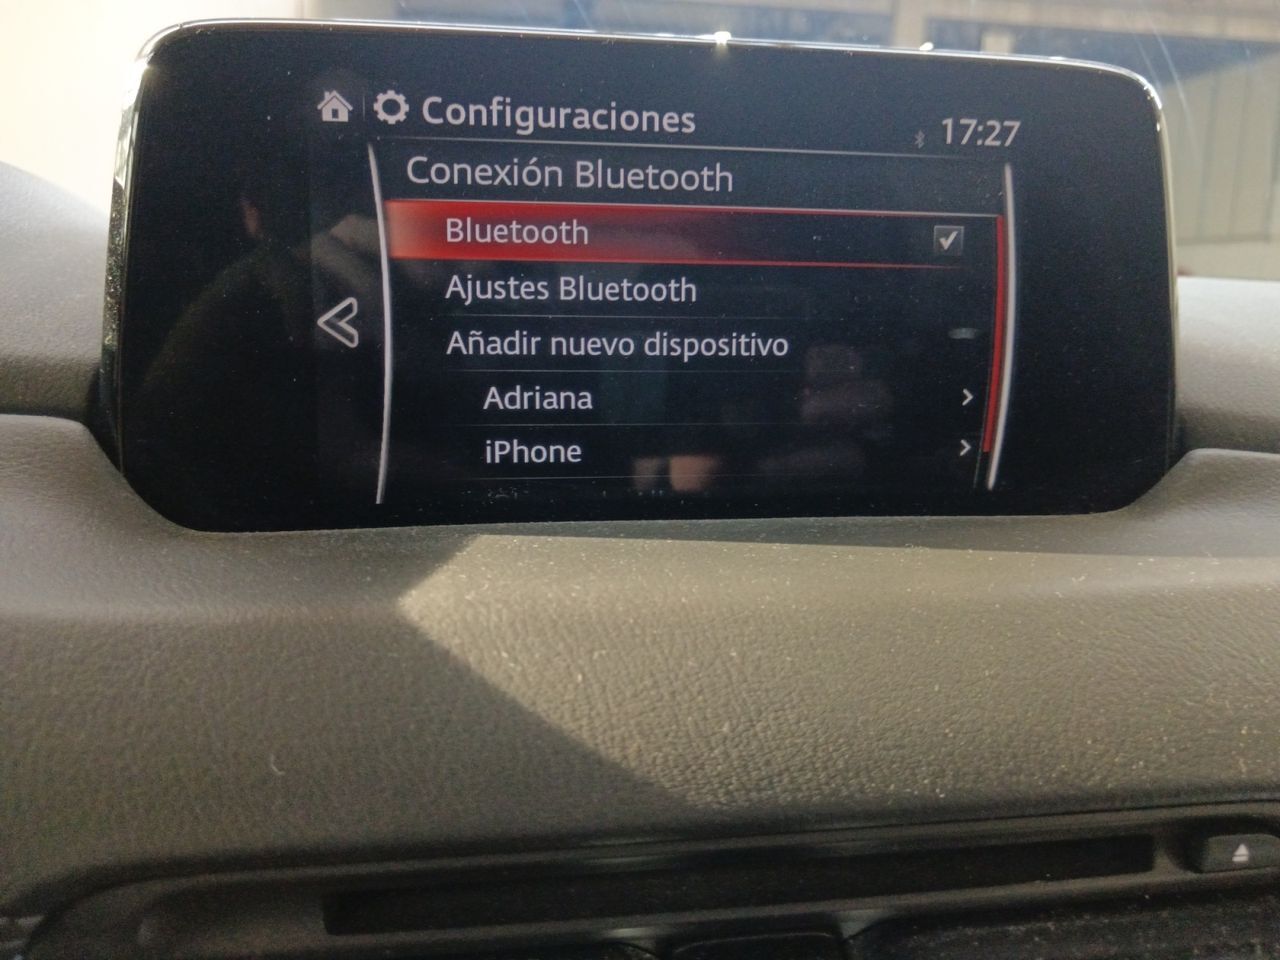 Configuraciones
17:27
Conexión Bluetooth
Bluetooth
Ajustes Bluetooth
Añadir nuevo dispositivo
Adriana
iPhone